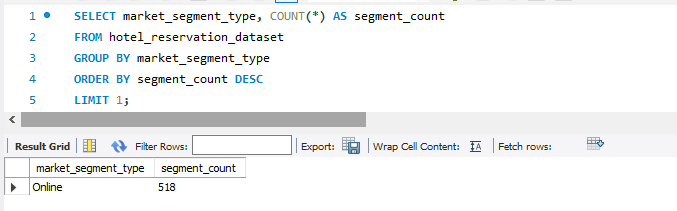 1 SELECT market_segment_type, COUNT(*) AS segment_count
2 FROM hotel_reservation_dataset
3 GROUP BY market_segment_type
4 ORDER BY segment_count DESC
5 LIMIT 1;
Result Grid Filter Rows: Export: Wrap Cell Content: IA Fetch rows:
market_segment_type segment_count
Online 518